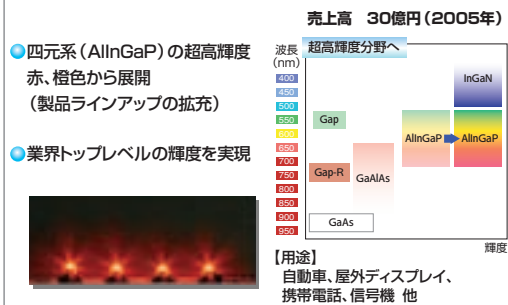 売上高 30億円(2005年)
四元系(AlInGaP)の超高輝度
赤、橙色から展開
(製品ラインアップの拡充)
業界トップレベルの輝度を実現
波長
(nm)
超高輝度分野へ
400
450
500
550
600
650
700
750
800
850
900
950
InGaN
Gap
AlInGaP
AlInGaP
Gap-R
GaAlAs
GaAs
輝度
【用途】
自動車、屋外ディスプレイ、
携帯電話、信号機 他